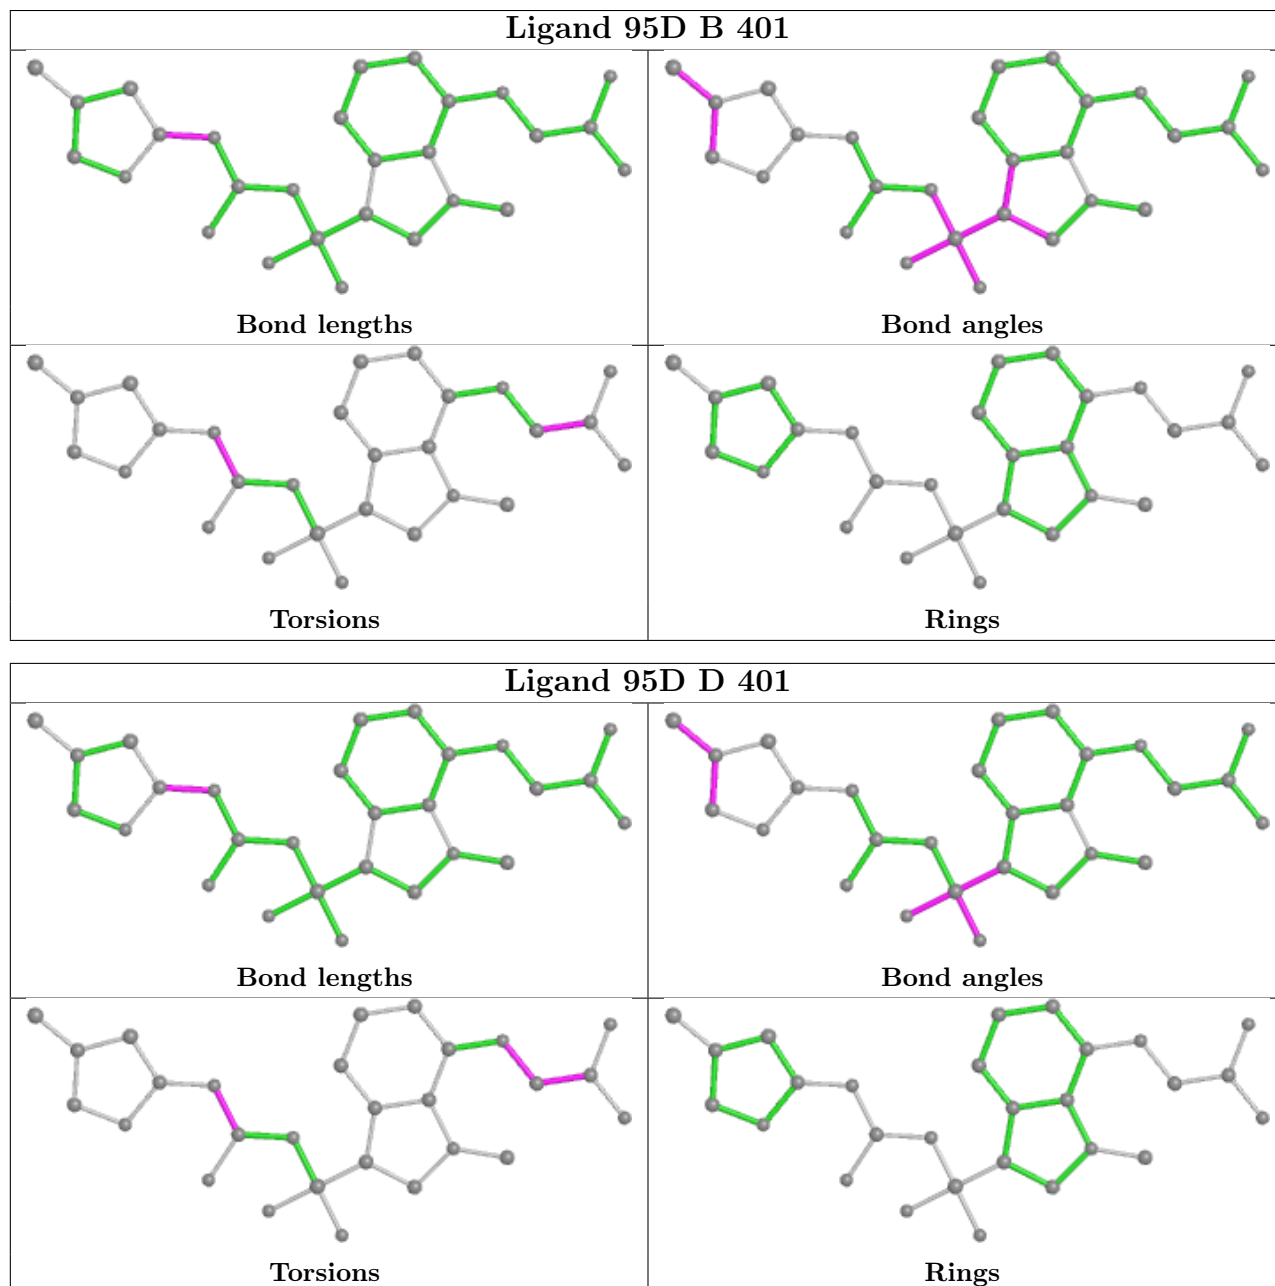 Ligand 95D B 401
Bond lengths
Bond angles
Torsions
Rings
Ligand 95D D 401
Bond lengths
Bond angles
Torsions
Rings